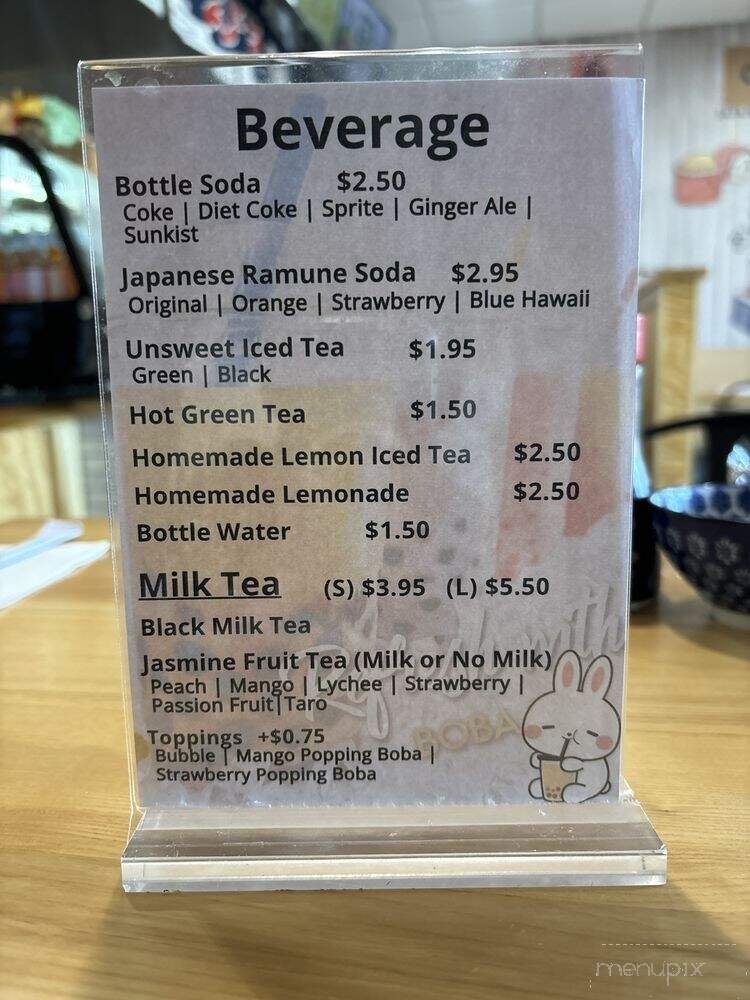 Beverage
Bottle Soda $2.50
Coke | Diet Coke | Sprite | Ginger Ale |
Sunkist
Japanese Ramune Soda $2.95
Original | Orange | Strawberry | Blue Hawaii
Unsweet Iced Tea $1.95
Green | Black
Hot Green Tea $1.50
Homemade Lemon Iced Tea $2.50
Homemade Lemonade $2.50
Bottle Water $1.50
Milk Tea (S) $3.95 (L) $5.50
Black Milk Tea
Jasmine Fruit Tea (Milk or No Milk)
Peach | Mango | Lychee | Strawberry |
Passion Fruit|Taro
Toppings +$0.75
Bubble | Mango Popping Boba |
Strawberry Popping Boba
with
BOBA
menupix